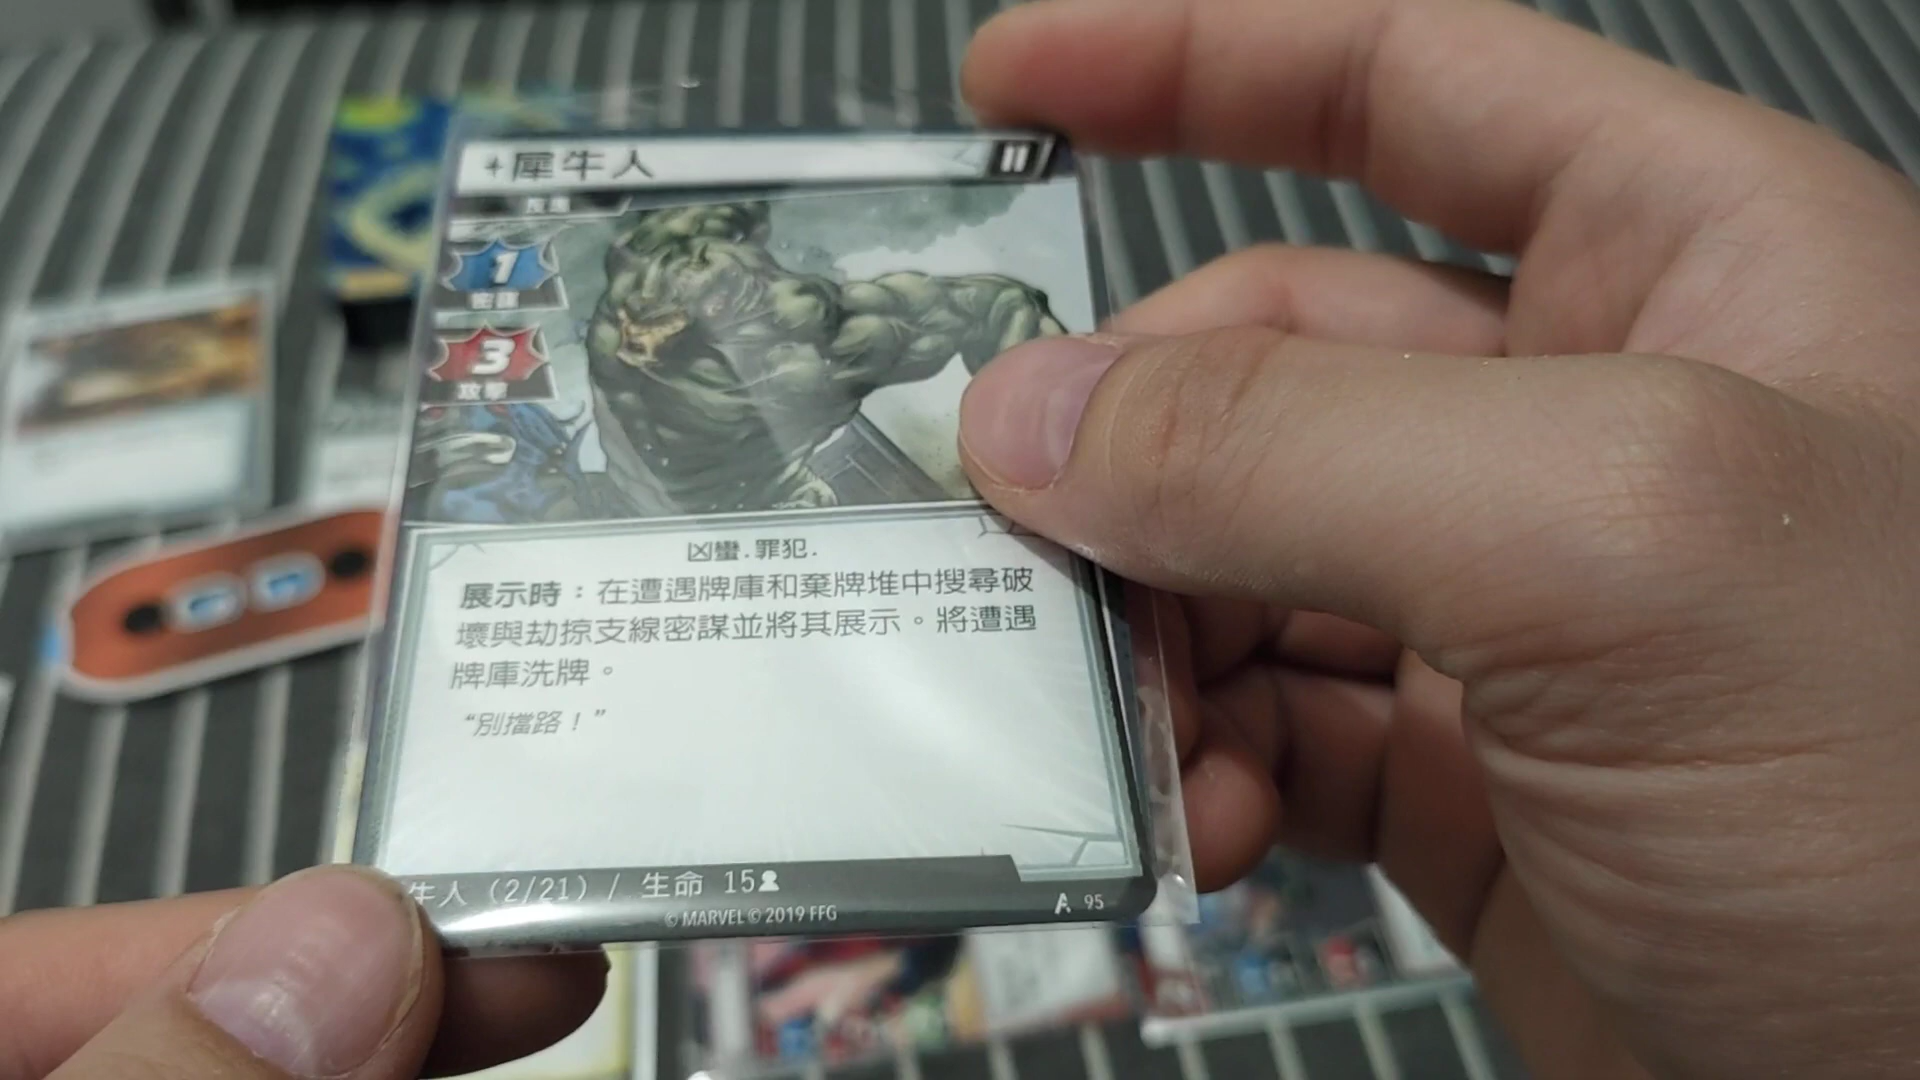 犀牛人
II
反派
1
密謀
3
攻擊
凶蠻.罪犯.
展示時：在遭遇牌庫和棄牌堆中搜尋破
壞與劫掠支線密謀並將其展示。將遭遇
牌庫洗牌。
“別擋路！”
牛人（2/21）/ 生命 15
© MARVEL © 2019 FFG
95